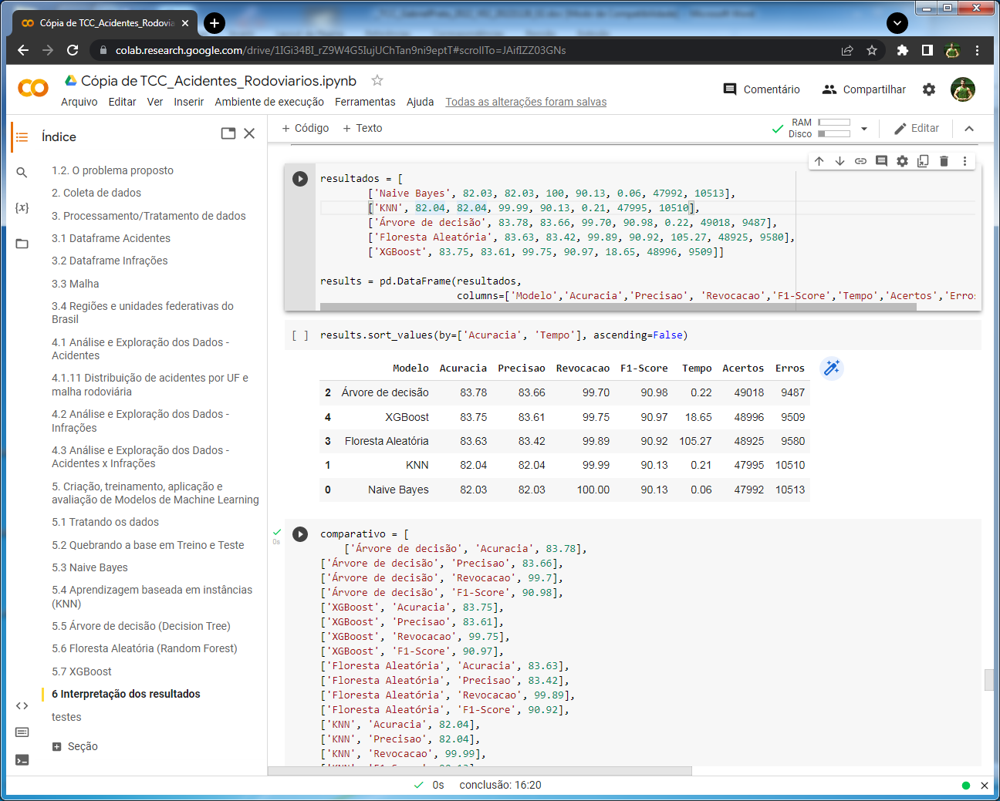 Cópia de TCC_Acidentes_Rodovia
colab.research.google.com/drive/1IGi34BI_rZ9W4G5IujUChTan9ni9eptT#scrollTo=JAifIZZ03GNs
Cópia de TCC_Acidentes_Rodoviarios.ipynb
Comentário
Compartilhar
Arquivo Editar Ver Inserir Ambiente de execução Ferramentas Ajuda Todas as alterações foram salvas
Índice
+ Código + Texto
RAM
Disco
Editar
1.2. O problema proposto
2. Coleta de dados
3. Processamento/Tratamento de dados
3.1 Dataframe Acidentes
3.2 Dataframe Infrações
3.3 Malha
3.4 Regiões e unidades federativas do
Brasil
4.1 Análise e Exploração dos Dados -
Acidentes
4.1.11 Distribuição de acidentes por UF e
malha rodoviária
4.2 Análise e Exploração dos Dados -
Infrações
4.3 Análise e Exploração dos Dados -
Acidentes x Infrações
5. Criação, treinamento, aplicação e
avaliação de Modelos de Machine Learning
5.1 Tratando os dados
5.2 Quebrando a base em Treino e Teste
5.3 Naive Bayes
5.4 Aprendizagem baseada em instâncias
(KNN)
5.5 Árvore de decisão (Decision Tree)
5.6 Floresta Aleatória (Random Forest)
5.7 XGBoost
6 Interpretação dos resultados
testes
Seção
{x}
resultados = [
['Naive Bayes', 82.03, 82.03, 100, 90.13, 0.06, 47992, 10513],
['KNN', 82.04, 82.04, 99.99, 90.13, 0.21, 47995, 10510],
['Árvore de decisão', 83.78, 83.66, 99.70, 90.98, 0.22, 49018, 9487],
['Floresta Aleatória', 83.63, 83.42, 99.89, 90.92, 105.27, 48925, 9580],
['XGBoost', 83.75, 83.61, 99.75, 90.97, 18.65, 48996, 9509]]
results = pd.DataFrame(resultados,
columns=['Modelo','Acuracia','Precisao', 'Revocacao','F1-Score','Tempo','Acertos','Erros
[ ] results.sort_values(by=['Acuracia', 'Tempo'], ascending=False)
Modelo Acuracia Precisao Revocacao F1-Score Tempo Acertos Erros
2 Árvore de decisão 83.78 83.66 99.70 90.98 0.22 49018 9487
4 XGBoost 83.75 83.61 99.75 90.97 18.65 48996 9509
3 Floresta Aleatória 83.63 83.42 99.89 90.92 105.27 48925 9580
1 KNN 82.04 82.04 99.99 90.13 0.21 47995 10510
0 Naive Bayes 82.03 82.03 100.00 90.13 0.06 47992 10513
0s
comparativo = [
['Árvore de decisão', 'Acuracia', 83.78],
['Árvore de decisão', 'Precisao', 83.66],
['Árvore de decisão', 'Revocacao', 99.7],
['Árvore de decisão', 'F1-Score', 90.98],
['XGBoost', 'Acuracia', 83.75],
['XGBoost', 'Precisao', 83.61],
['XGBoost', 'Revocacao', 99.75],
['XGBoost', 'F1-Score', 90.97],
['Floresta Aleatória', 'Acuracia', 83.63],
['Floresta Aleatória', 'Precisao', 83.42],
['Floresta Aleatória', 'Revocacao', 99.89],
['Floresta Aleatória', 'F1-Score', 90.92],
['KNN', 'Acuracia', 82.04],
['KNN', 'Precisao', 82.04],
['KNN', 'Revocacao', 99.99],
0s conclusão: 16:20